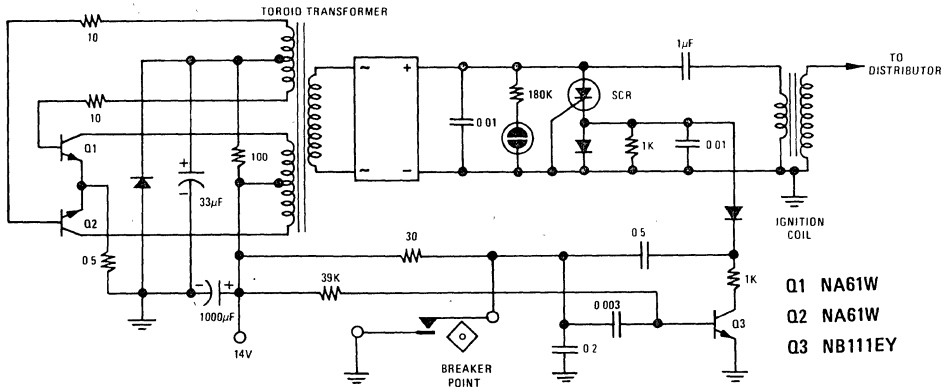 TOROID TRANSFORMER
10
10
Q1
Q2
0 5
+
−
33μF
100
−
+
1000μF
14V
~
~
+
−
0 01
180K
SCR
1K
0 01
1μF
TO
DISTRIBUTOR
IGNITION
COIL
30
39K
0 5
0 003
0 2
1K
Q3
BREAKER
POINT
Q1 NA61W
Q2 NA61W
Q3 NB111EY